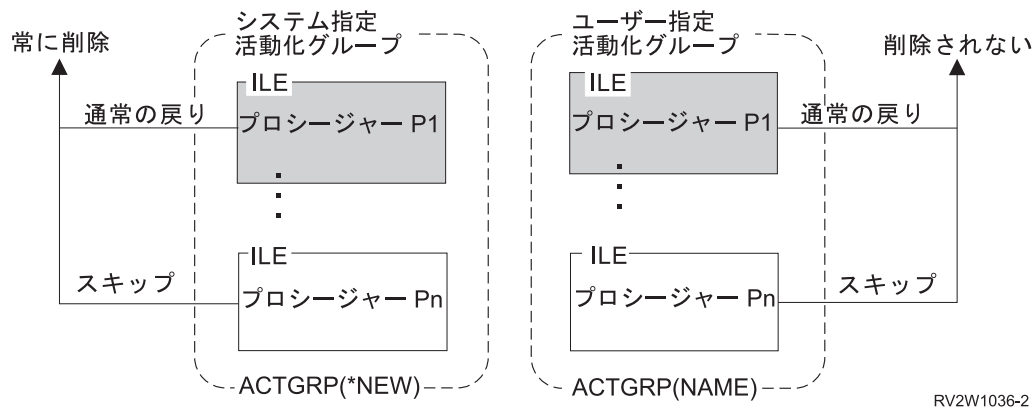 常に削除
システム指定
活動化グループ
ILE
プロシージャー P1
通常の戻り
ILE
プロシージャー Pn
スキップ
ACTGRP(*NEW)
ユーザー指定
活動化グループ
削除されない
ILE
プロシージャー P1
通常の戻り
ILE
プロシージャー Pn
スキップ
ACTGRP(NAME)
RV2W1036-2